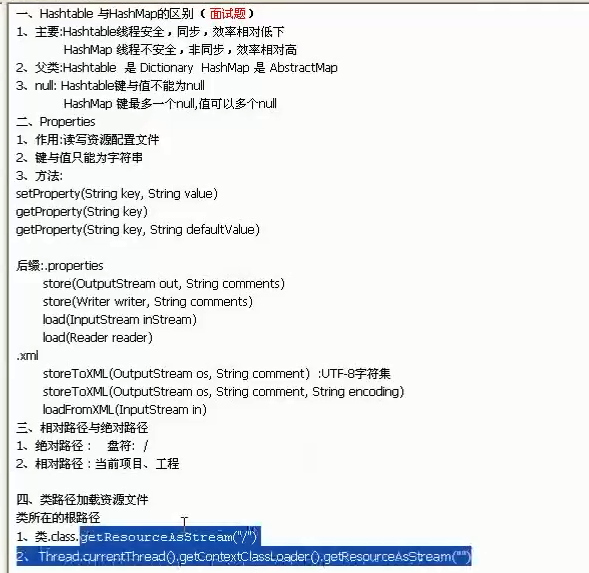 一、Hashtable 与HashMap的区别 （ 面试题）
1、主要:Hashtable线程安全，同步，效率相对低下
HashMap 线程不安全，非同步，效率相对高
2、父类:Hashtable 是 Dictionary HashMap 是 AbstractMap
3、null: Hashtable键与值不能为null
HashMap 键最多一个null,值可以多个null
二、Properties
1、作用:读写资源配置文件
2、键与值只能为字符串
3、方法:
setProperty(String key, String value)
getProperty(String key)
getProperty(String key, String defaultValue)
后缀:.properties
store(OutputStream out, String comments)
store(Writer writer, String comments)
load(InputStream inStream)
load(Reader reader)
.xml
storeToXML(OutputStream os, String comment) :UTF-8字符集
storeToXML(OutputStream os, String comment, String encoding)
loadFromXML(InputStream in)
三、相对路径与绝对路径
1、绝对路径： 盘符: /
2、相对路径：当前项目、工程
四、类路径加载资源文件
类所在的根路径
1、类.class.getResourceAsStream("/")
2、Thread.currentThread().getContextClassLoader().getResourceAsStream("")